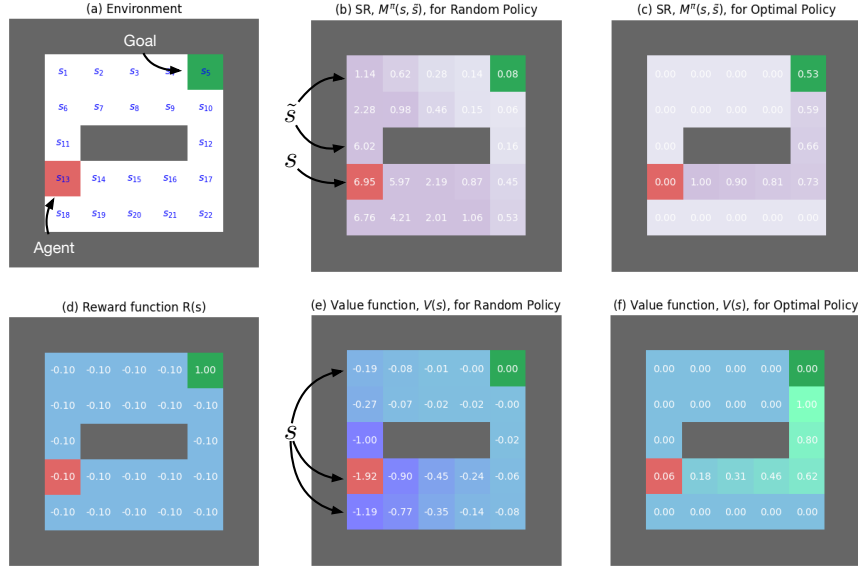 (a) Environment
Goal
s1 s2 s3 s5
s6 s7 s8 s9 s10
s11 s12
s13 s14 s15 s16 s17
s18 s19 s20 s21 s22
Agent
(b) SR, M^π(s, s̃), for Random Policy
s̃
s
1.14 0.62 0.28 0.14 0.08
2.28 0.98 0.46 0.15 0.06
6.02 0.16
6.95 5.97 2.19 0.87 0.45
6.76 4.21 2.01 1.06 0.53
(c) SR, M^π(s, s̃), for Optimal Policy
0.00 0.00 0.00 0.00 0.53
0.00 0.00 0.00 0.00 0.59
0.00 0.66
0.00 1.00 0.90 0.81 0.73
0.00 0.00 0.00 0.00 0.00
(d) Reward function R(s)
-0.10 -0.10 -0.10 -0.10 1.00
-0.10 -0.10 -0.10 -0.10 -0.10
-0.10 -0.10
-0.10 -0.10 -0.10 -0.10 -0.10
-0.10 -0.10 -0.10 -0.10 -0.10
(e) Value function, V(s), for Random Policy
s
-0.19 -0.08 -0.01 -0.00 0.00
-0.27 -0.07 -0.02 -0.02 -0.00
-1.00 -0.02
-1.92 -0.90 -0.45 -0.24 -0.06
-1.19 -0.77 -0.35 -0.14 -0.08
(f) Value function, V(s), for Optimal Policy
0.00 0.00 0.00 0.00 0.00
0.00 0.00 0.00 0.00 1.00
0.00 0.80
0.06 0.18 0.31 0.46 0.62
0.00 0.00 0.00 0.00 0.00